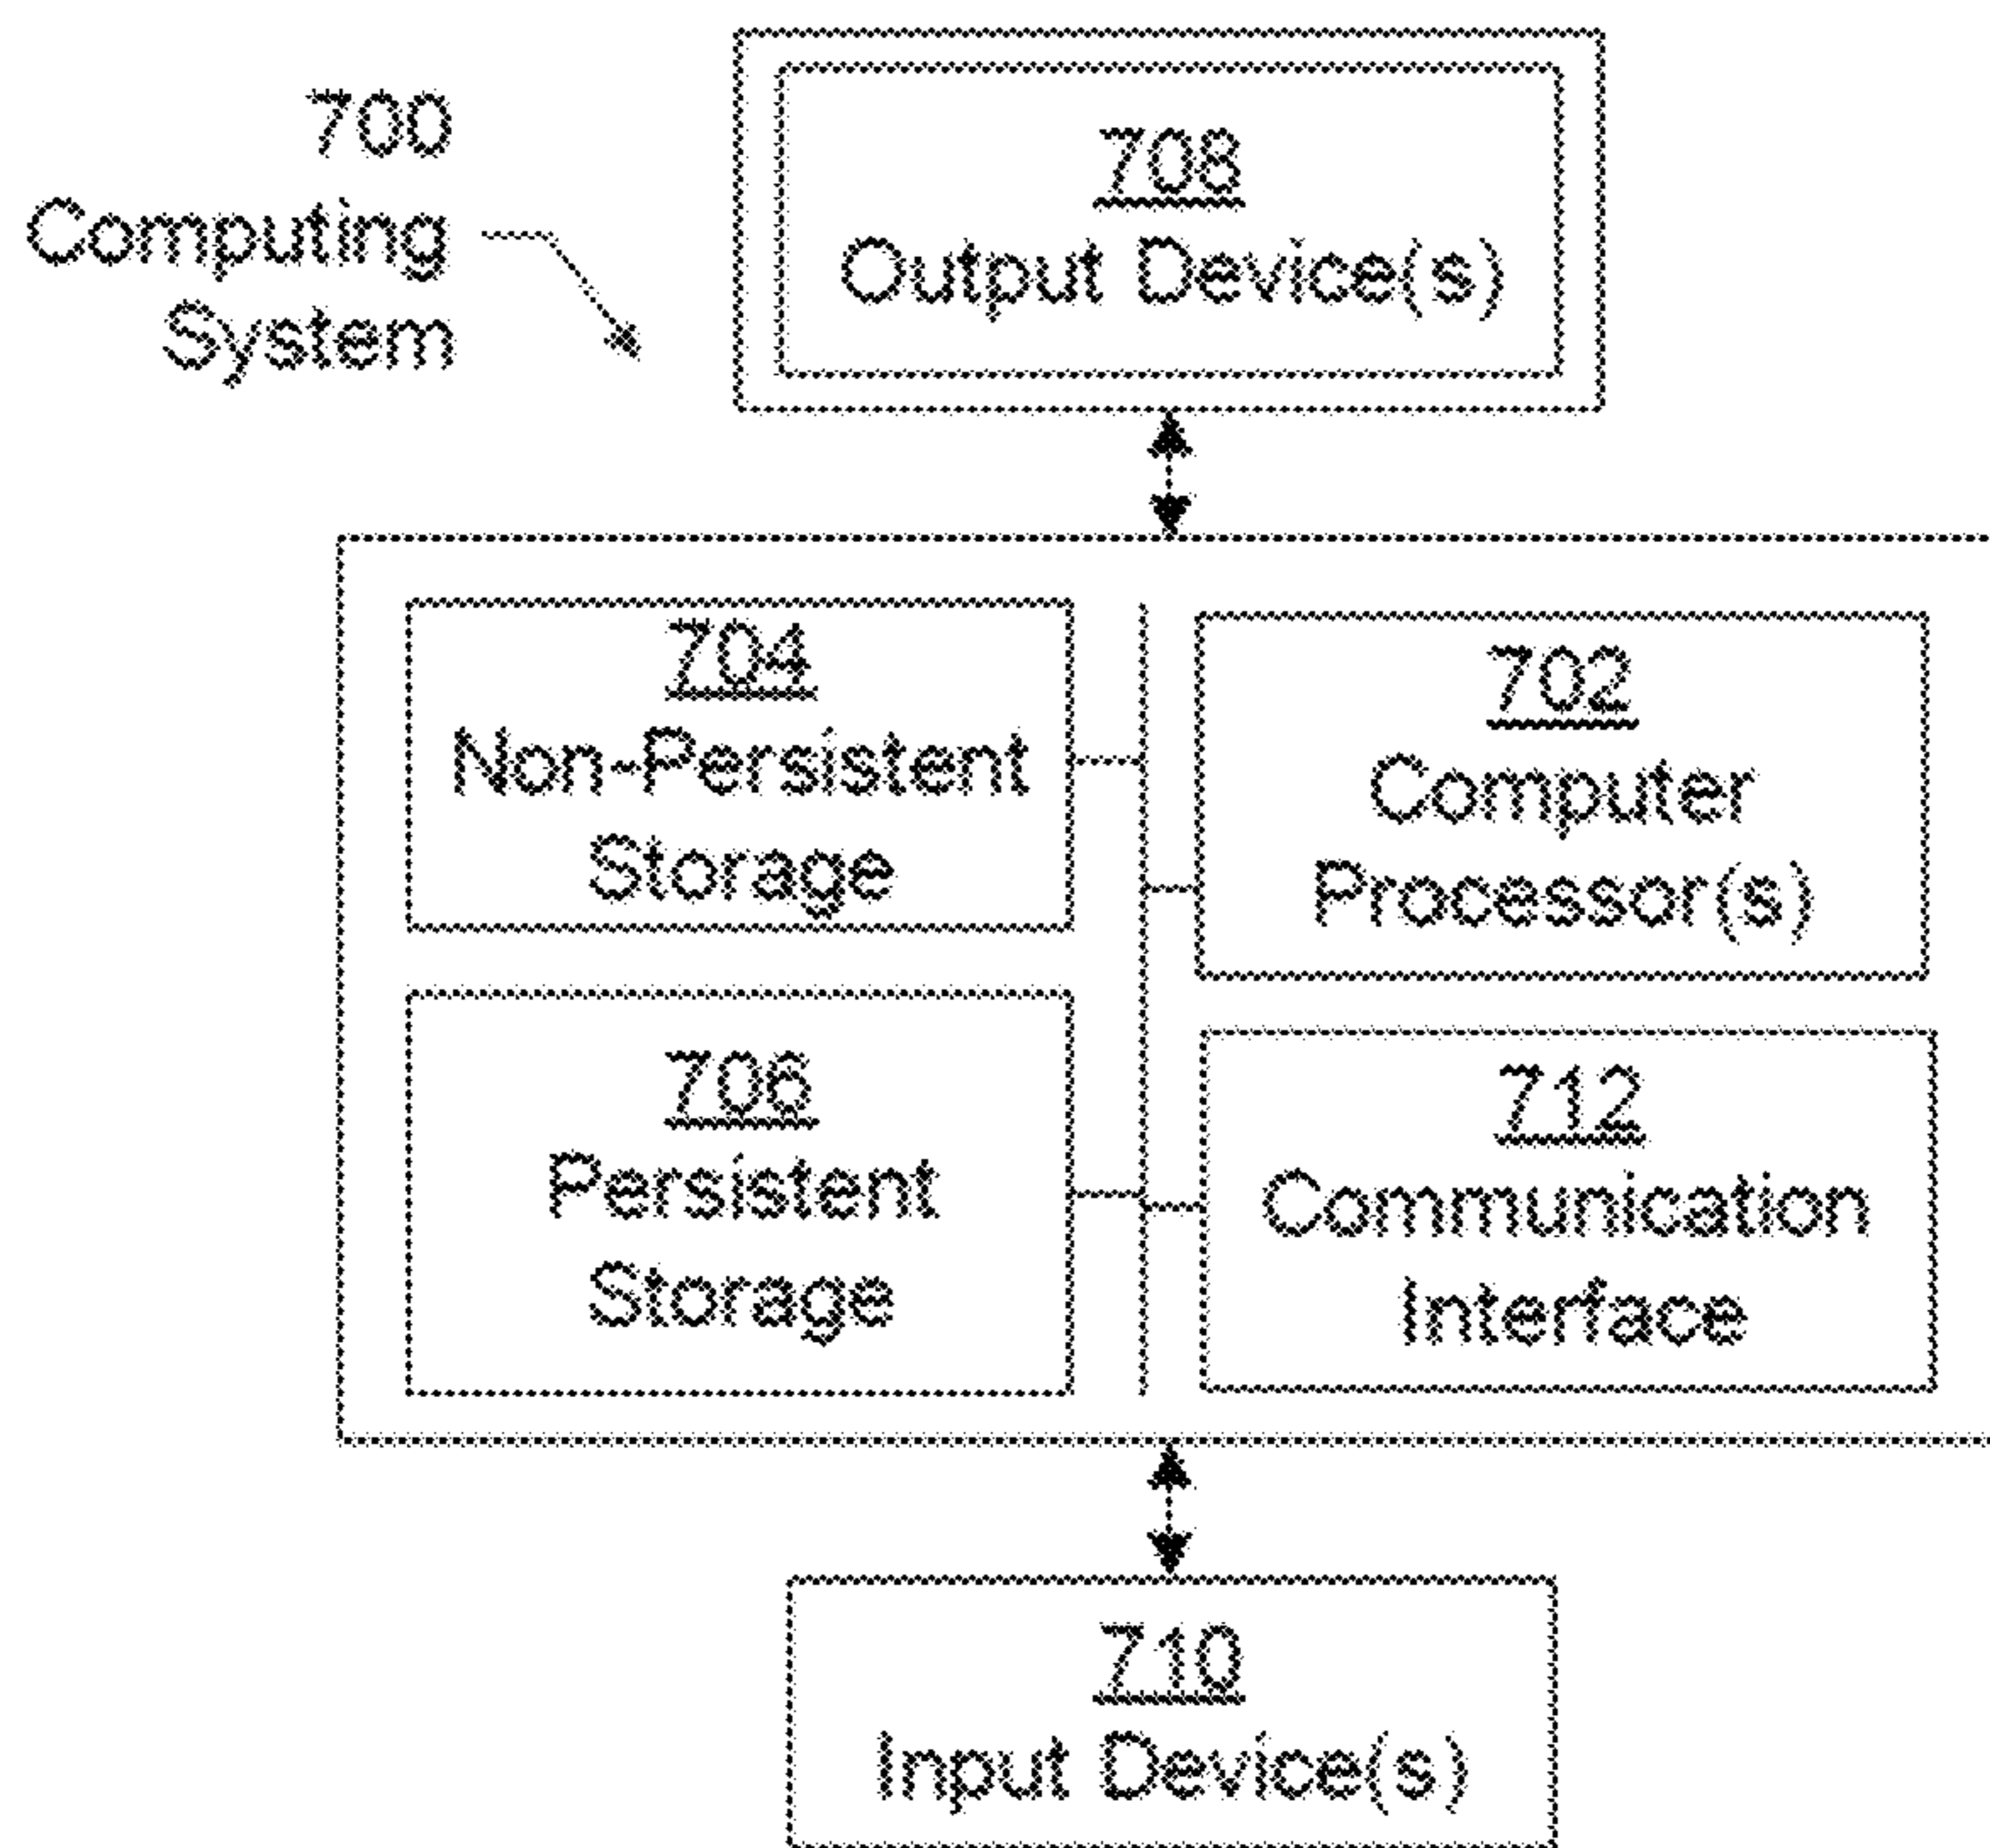 700
Computing
System
708
Output Device(s)
704
Non-Persistent
Storage
702
Computer
Processor(s)
706
Persistent
Storage
712
Communication
Interface
710
Input Device(s)